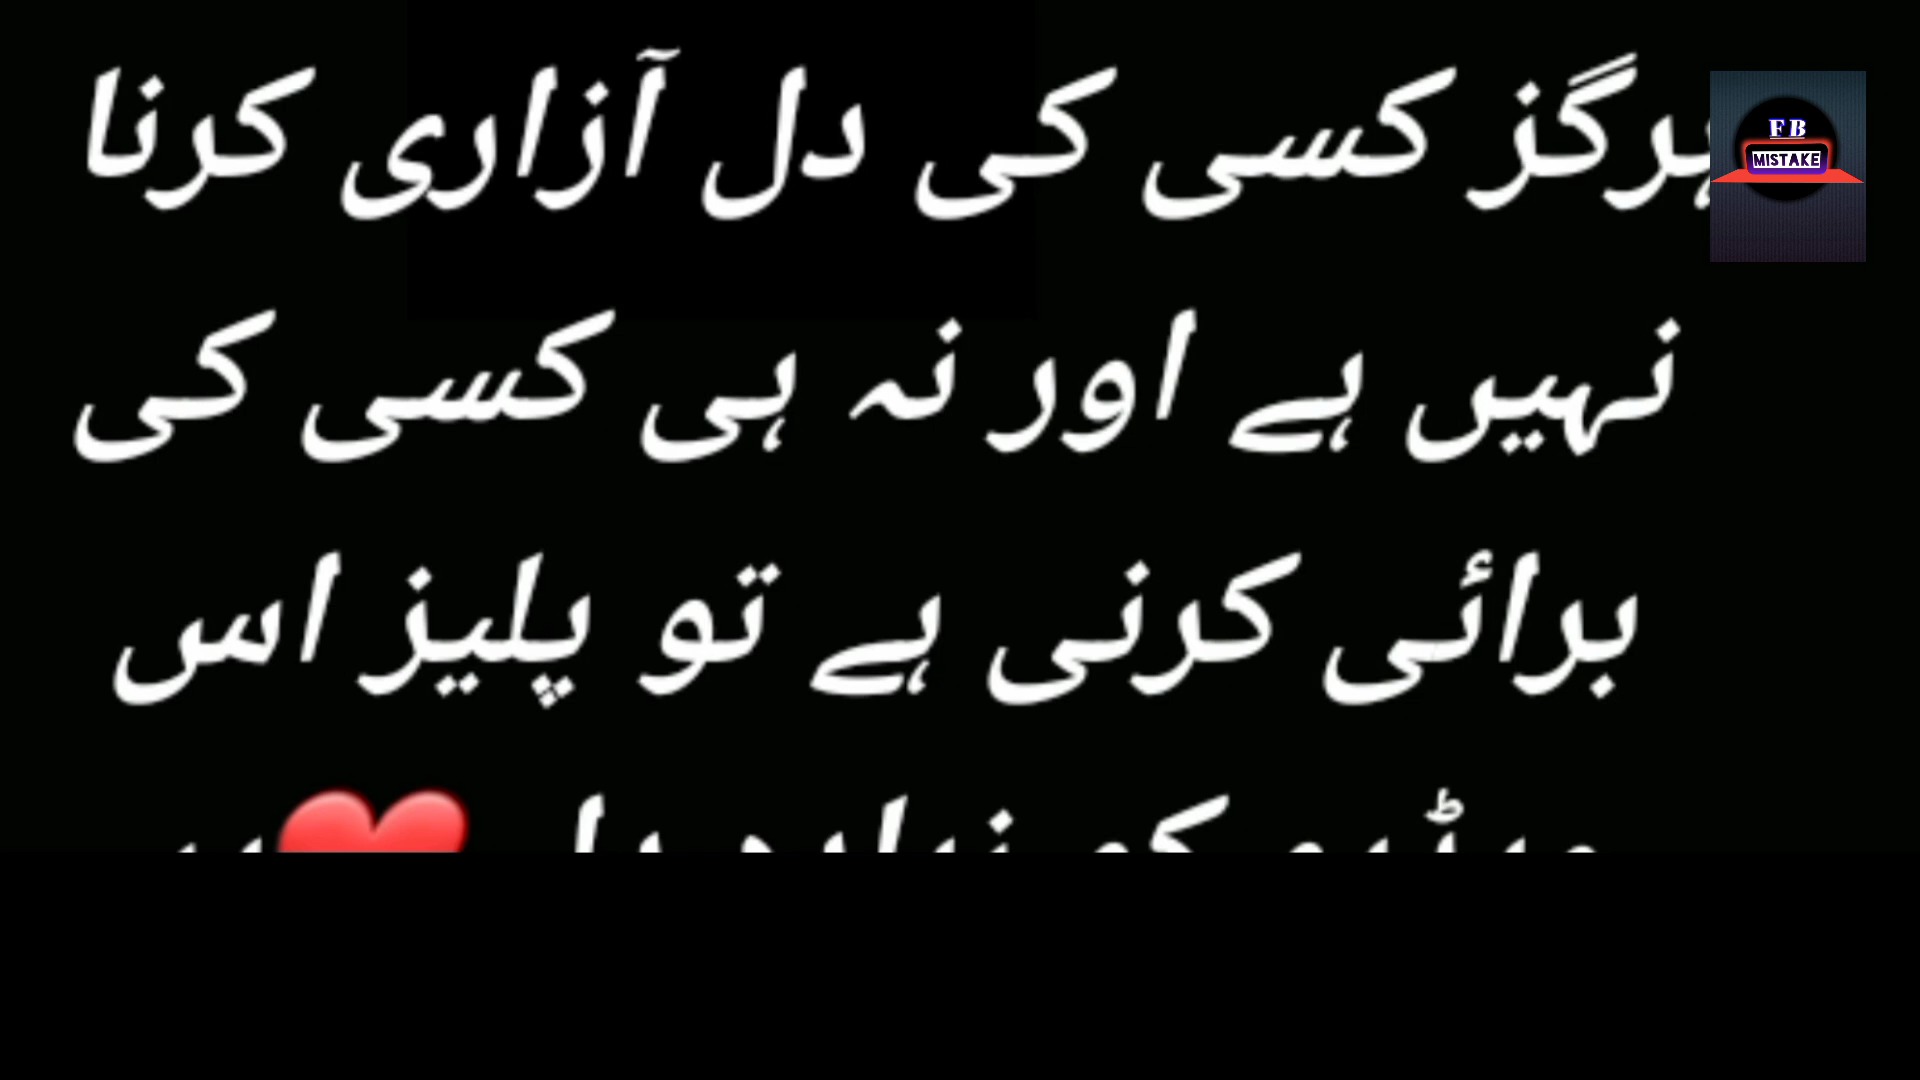 ہرگز کسی کی دل آزاری کرنا
FB
MISTAKE
نہیں ہے اور نہ ہی کسی کی
برائی کرنی ہے تو پلیز اس